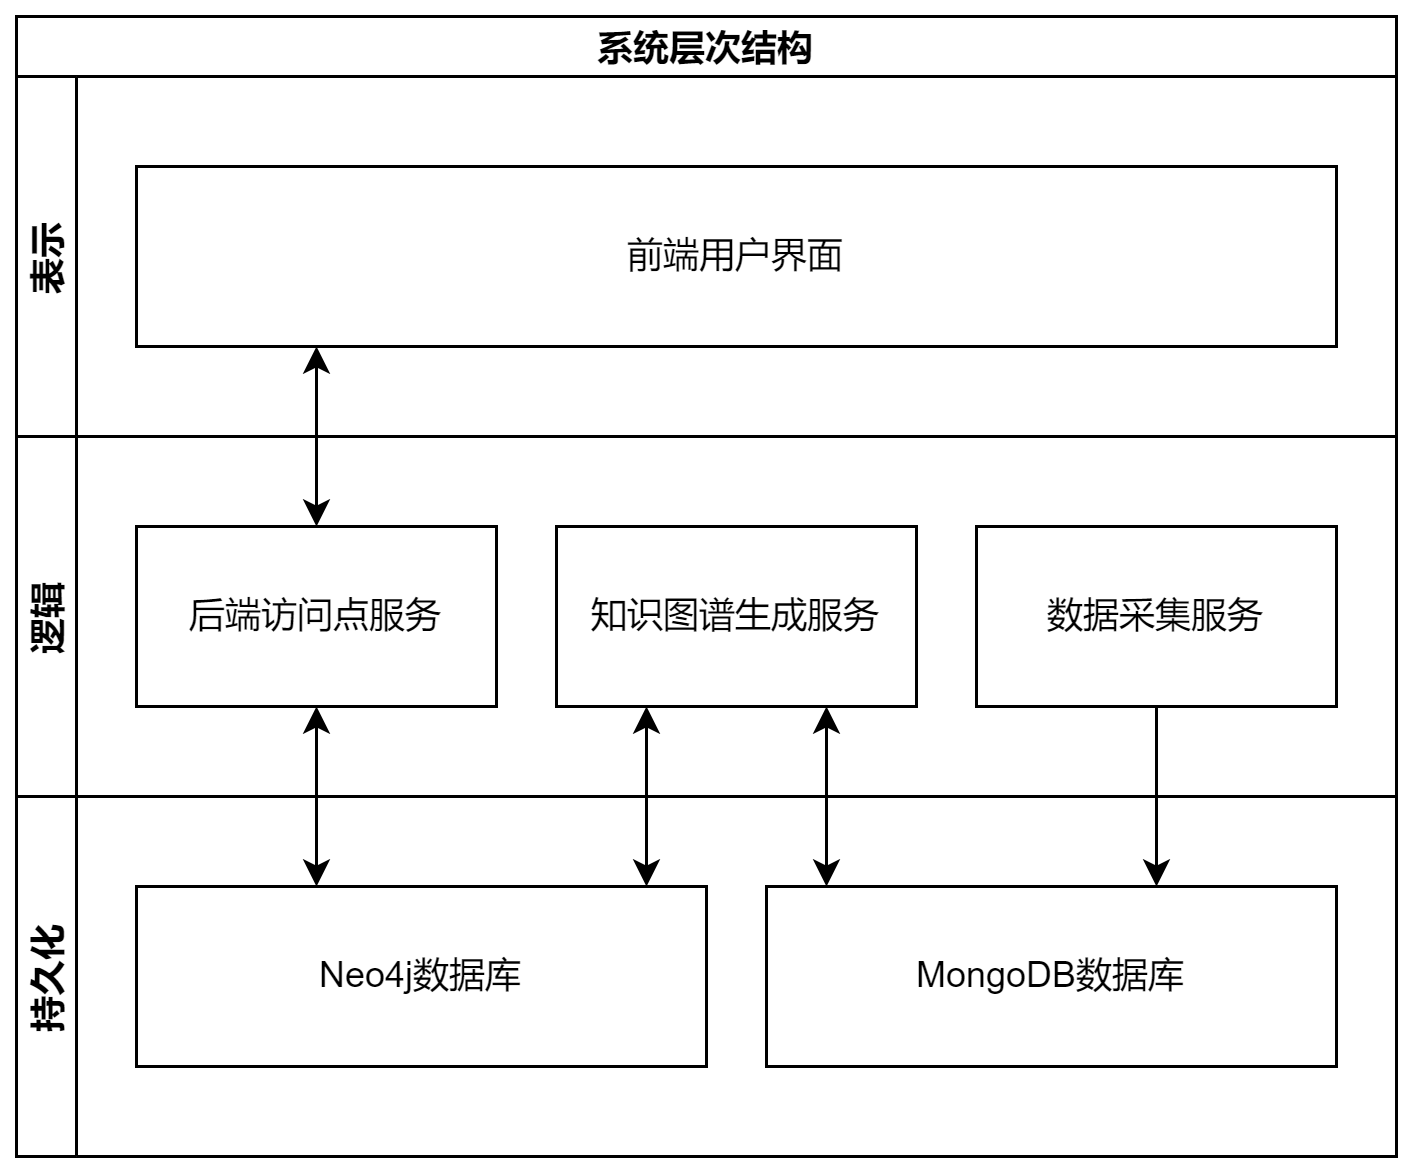 系统层次结构
表示
前端用户界面
逻辑
后端访问点服务
知识图谱生成服务
数据采集服务
持久化
Neo4j数据库
MongoDB数据库